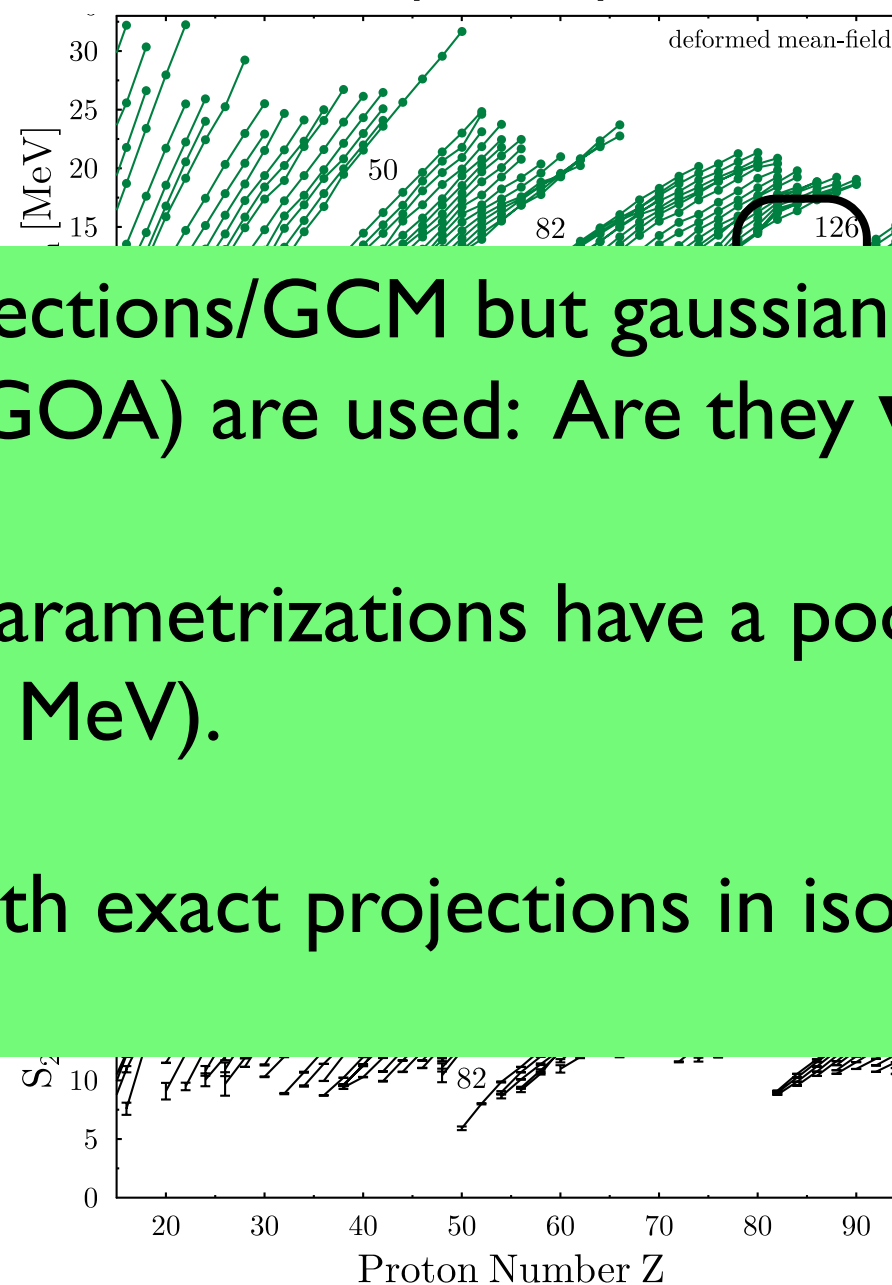 30
deformed mean-field
25
50
20
[MeV]
82
126
15
ections/GCM but gaussian
GOA) are used: Are they
arametrizations have a poo
MeV).
th exact projections in iso
S
10
82
5
0
20 30 40 50 60 70 80 90
Proton Number Z